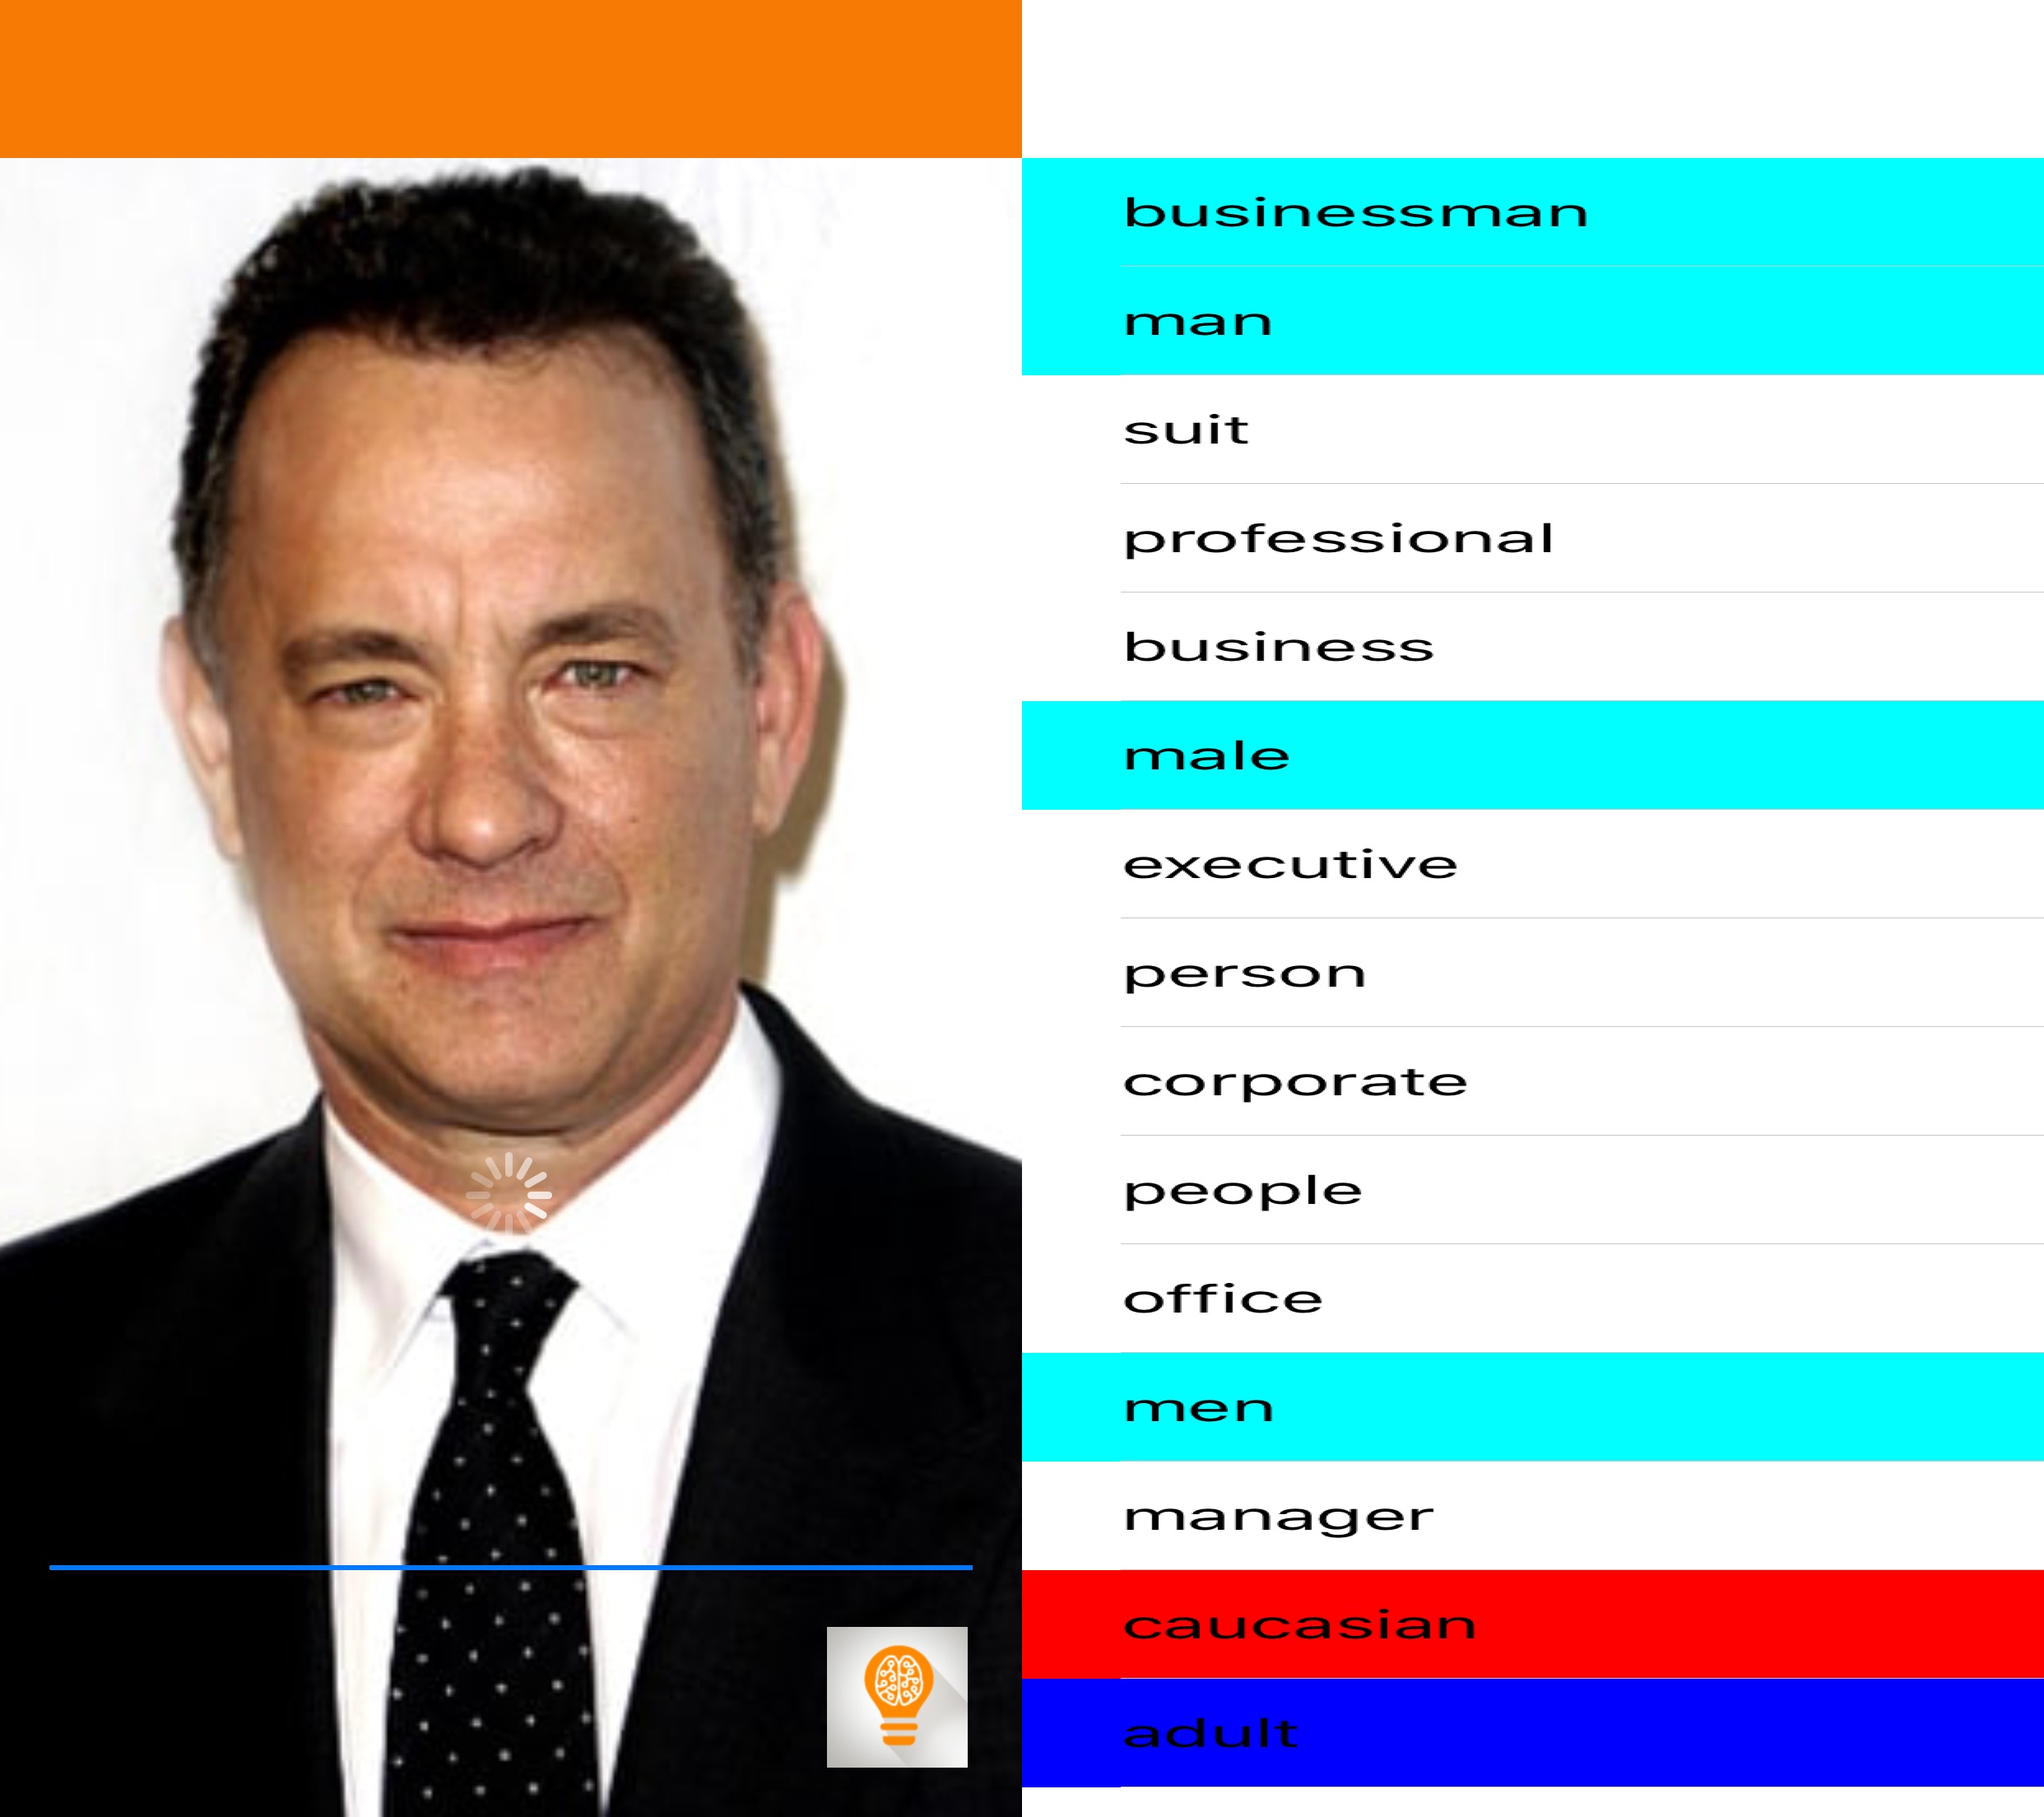 businessman
man
suit
professional
business
male
executive
person
corporate
people
office
men
manager
caucasian
adult